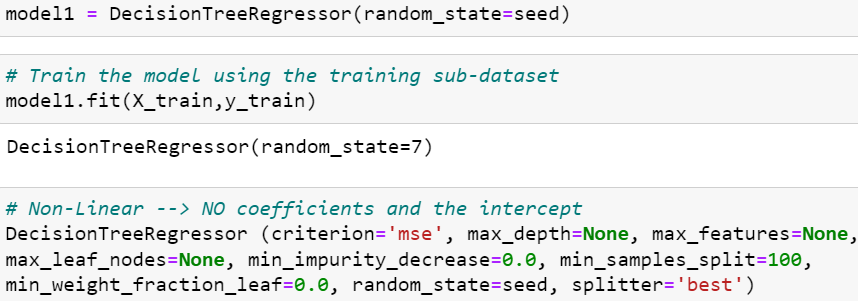 model1 = DecisionTreeRegressor(random_state=seed)
# Train the model using the training sub-dataset
model1.fit(X_train,y_train)
DecisionTreeRegressor(random_state=7)
# Non-Linear --> NO coefficients and the intercept
DecisionTreeRegressor (criterion='mse', max_depth=None, max_features=None,
max_leaf_nodes=None, min_impurity_decrease=0.0, min_samples_split=100,
min_weight_fraction_leaf=0.0, random_state=seed, splitter='best')